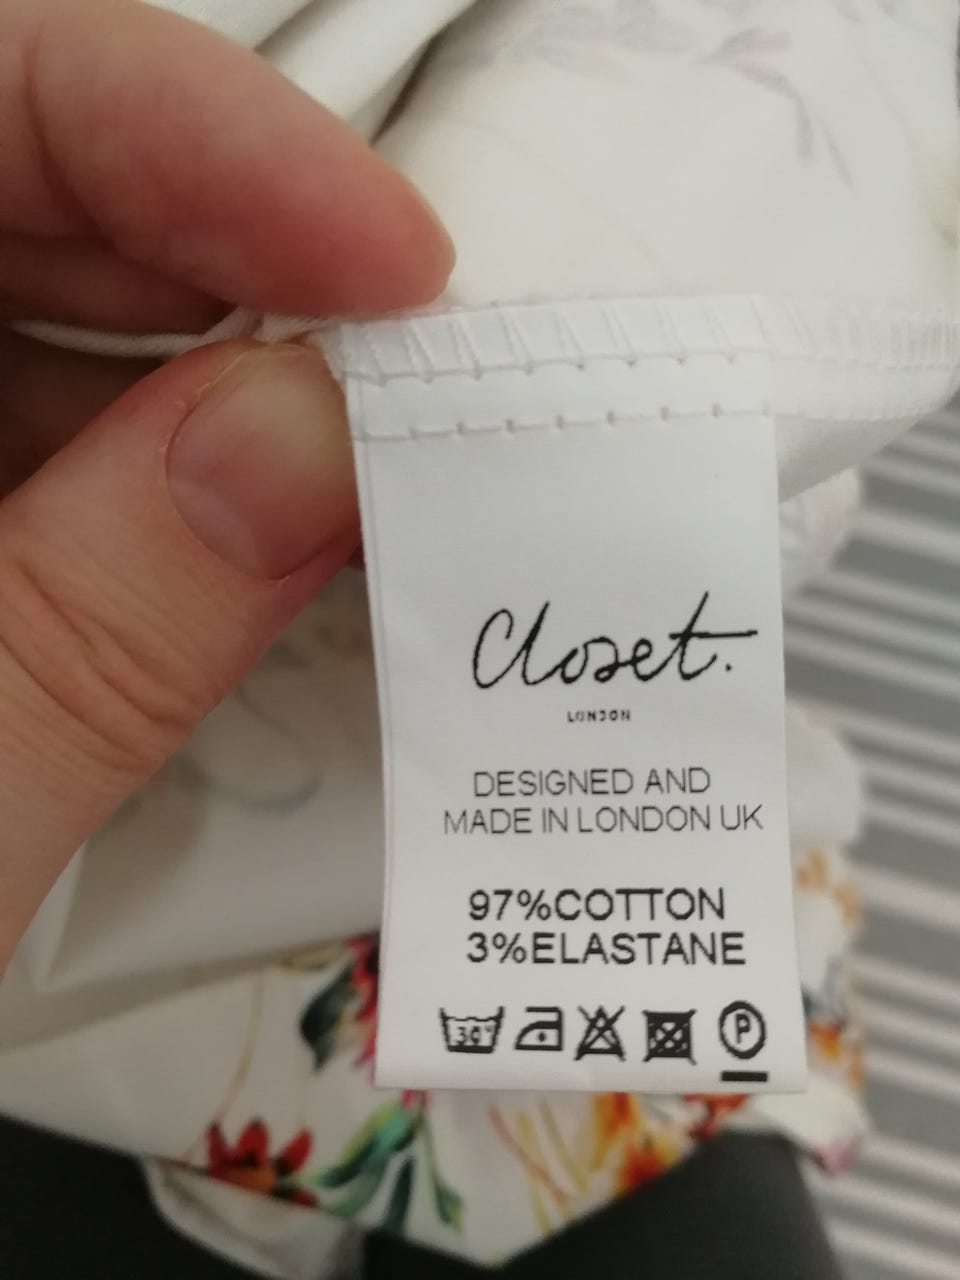 Closet.
LONDON
DESIGNED AND
MADE IN LONDON UK
97%COTTON
3%ELASTANE
30°
P